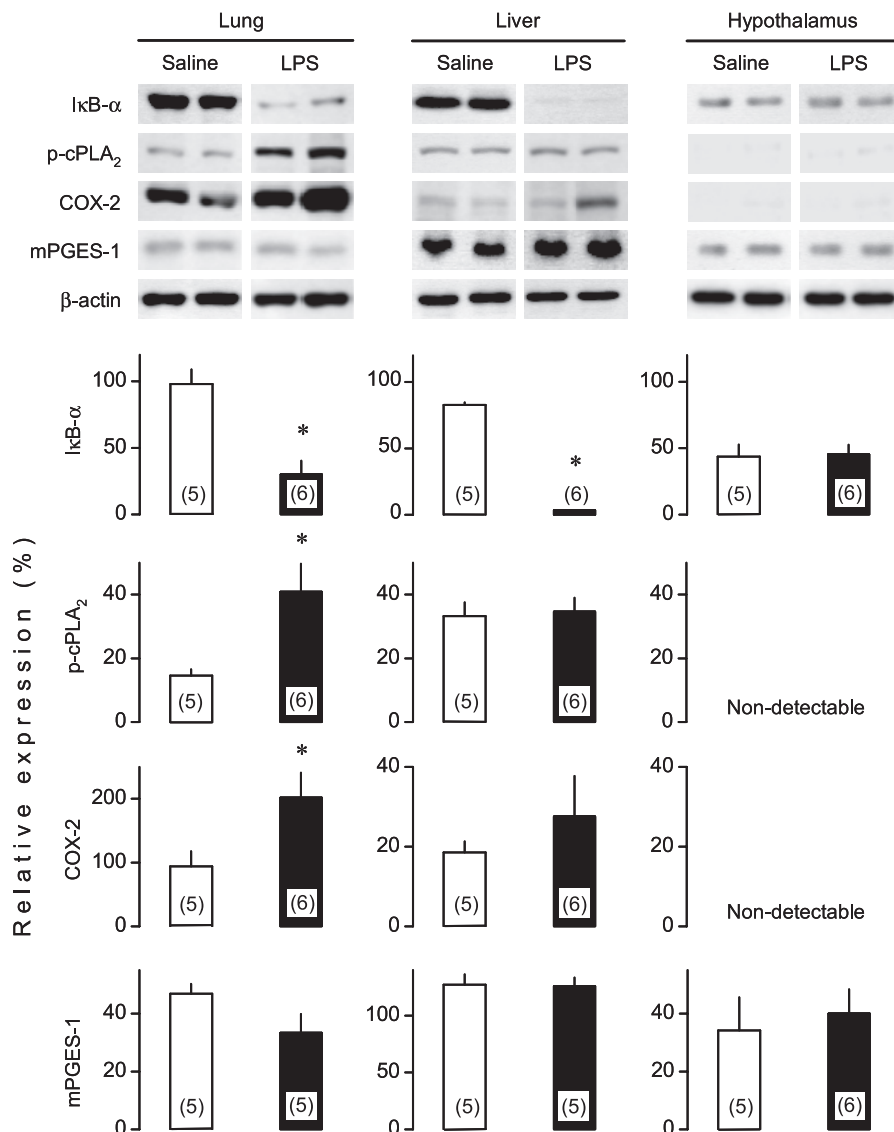 Lung Liver Hypothalamus
Saline LPS Saline LPS Saline LPS
IκB-α
p-cPLA2
COX-2
mPGES-1
β-actin
Relative expression (%)
IκB-α
100 100 100
50 50 50
0 0 0
* *
(5) (6) (5) (6) (5) (6)
p-cPLA2
40 40 40
20 20 20
0 0 0
*
(5) (6) (5) (6) Non-detectable
COX-2
200 40 40
100 20 20
0 0 0
*
(5) (6) (5) (6) Non-detectable
mPGES-1
40 100 40
20 50 20
0 0 0
(5) (5) (5) (5) (5) (6)